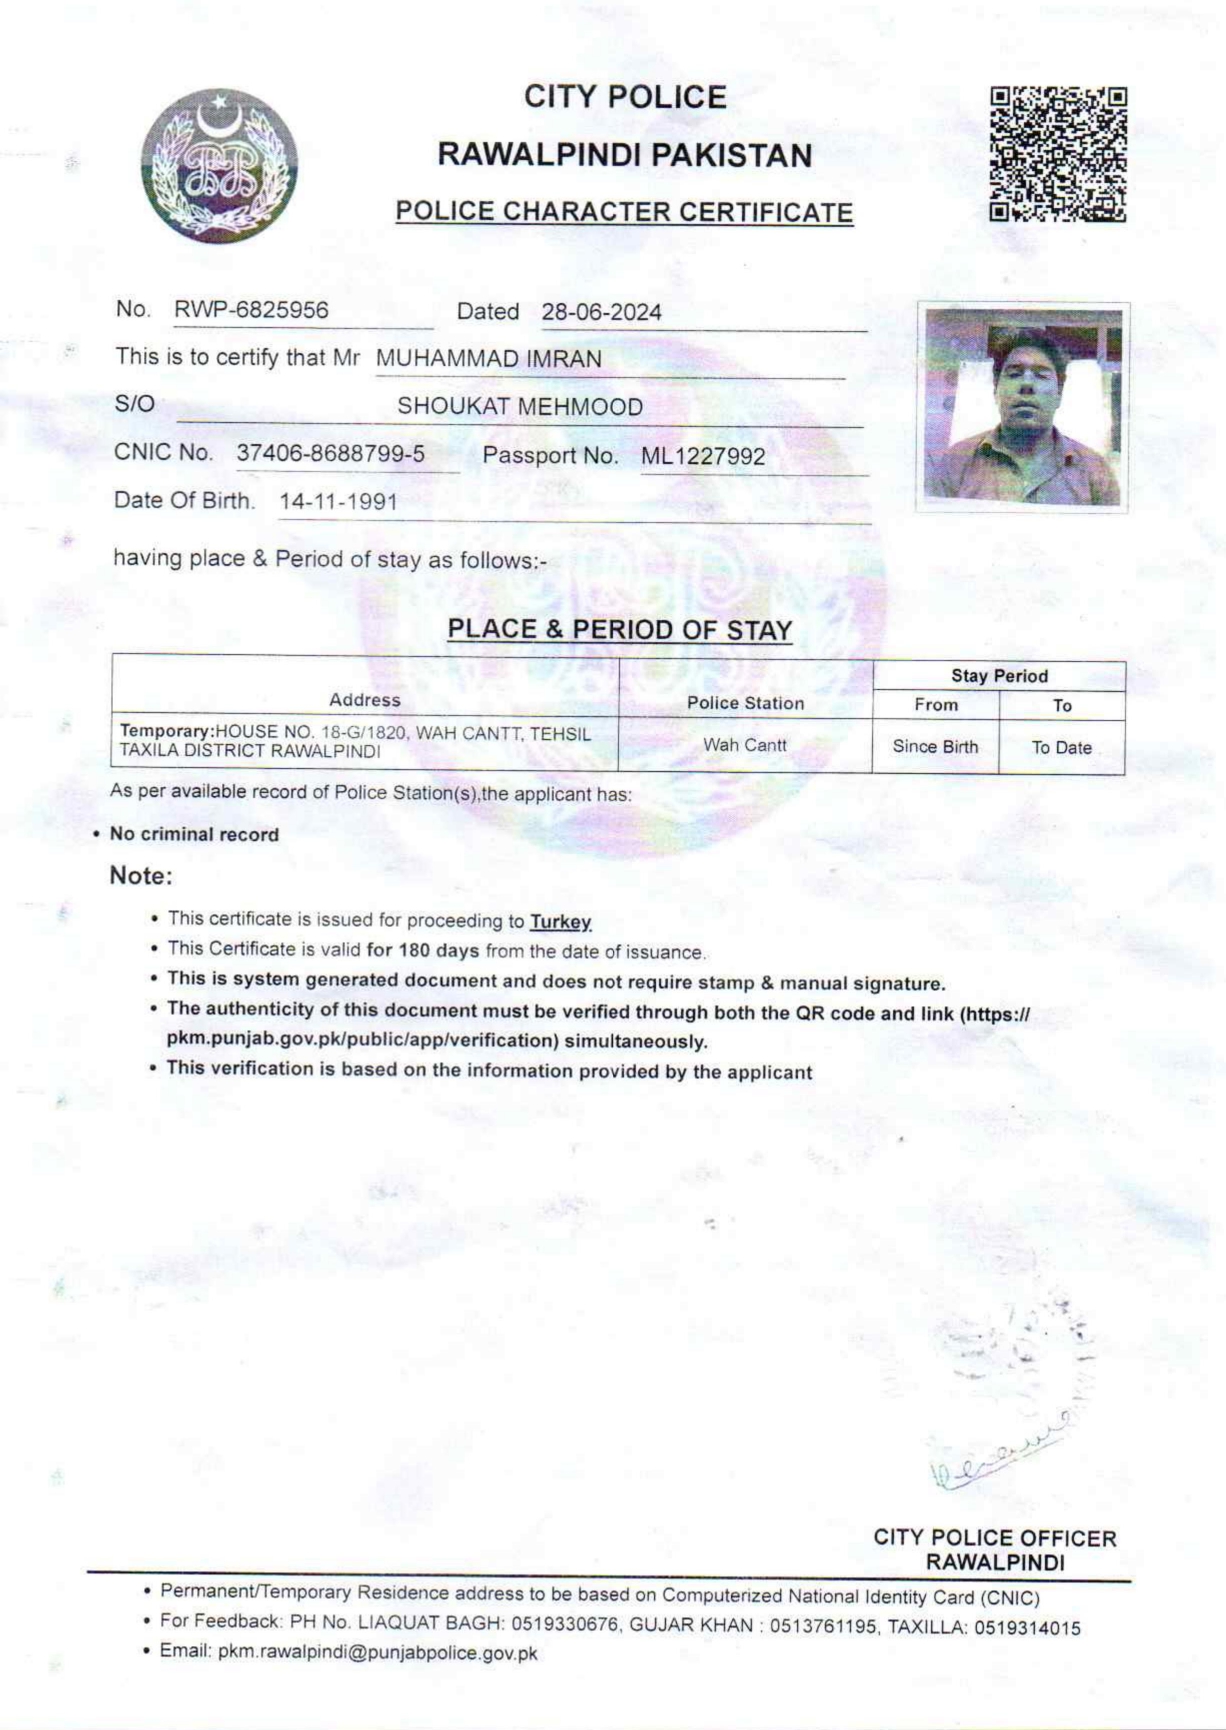 CITY POLICE
RAWALPINDI PAKISTAN
POLICE CHARACTER CERTIFICATE
No. RWP-6825956 Dated 28-06-2024
This is to certify that Mr MUHAMMAD IMRAN
S/O SHOUKAT MEHMOOD
CNIC No. 37406-8688799-5 Passport No. ML1227992
Date Of Birth. 14-11-1991
having place & Period of stay as follows:-
PLACE & PERIOD OF STAY
Stay Period
Address Police Station From To
Temporary:HOUSE NO. 18-G/1820, WAH CANTT, TEHSIL
TAXILA DISTRICT RAWALPINDI
Wah Cantt Since Birth To Date
As per available record of Police Station(s),the applicant has:
• No criminal record
Note:
• This certificate is issued for proceeding to Turkey
• This Certificate is valid for 180 days from the date of issuance.
• This is system generated document and does not require stamp & manual signature.
• The authenticity of this document must be verified through both the QR code and link (https://
pkm.punjab.gov.pk/public/app/verification) simultaneously.
• This verification is based on the information provided by the applicant
CITY POLICE OFFICER
RAWALPINDI
• Permanent/Temporary Residence address to be based on Computerized National Identity Card (CNIC)
• For Feedback: PH No. LIAQUAT BAGH: 0519330676, GUJAR KHAN : 0513761195, TAXILLA: 0519314015
• Email: pkm.rawalpindi@punjabpolice.gov.pk